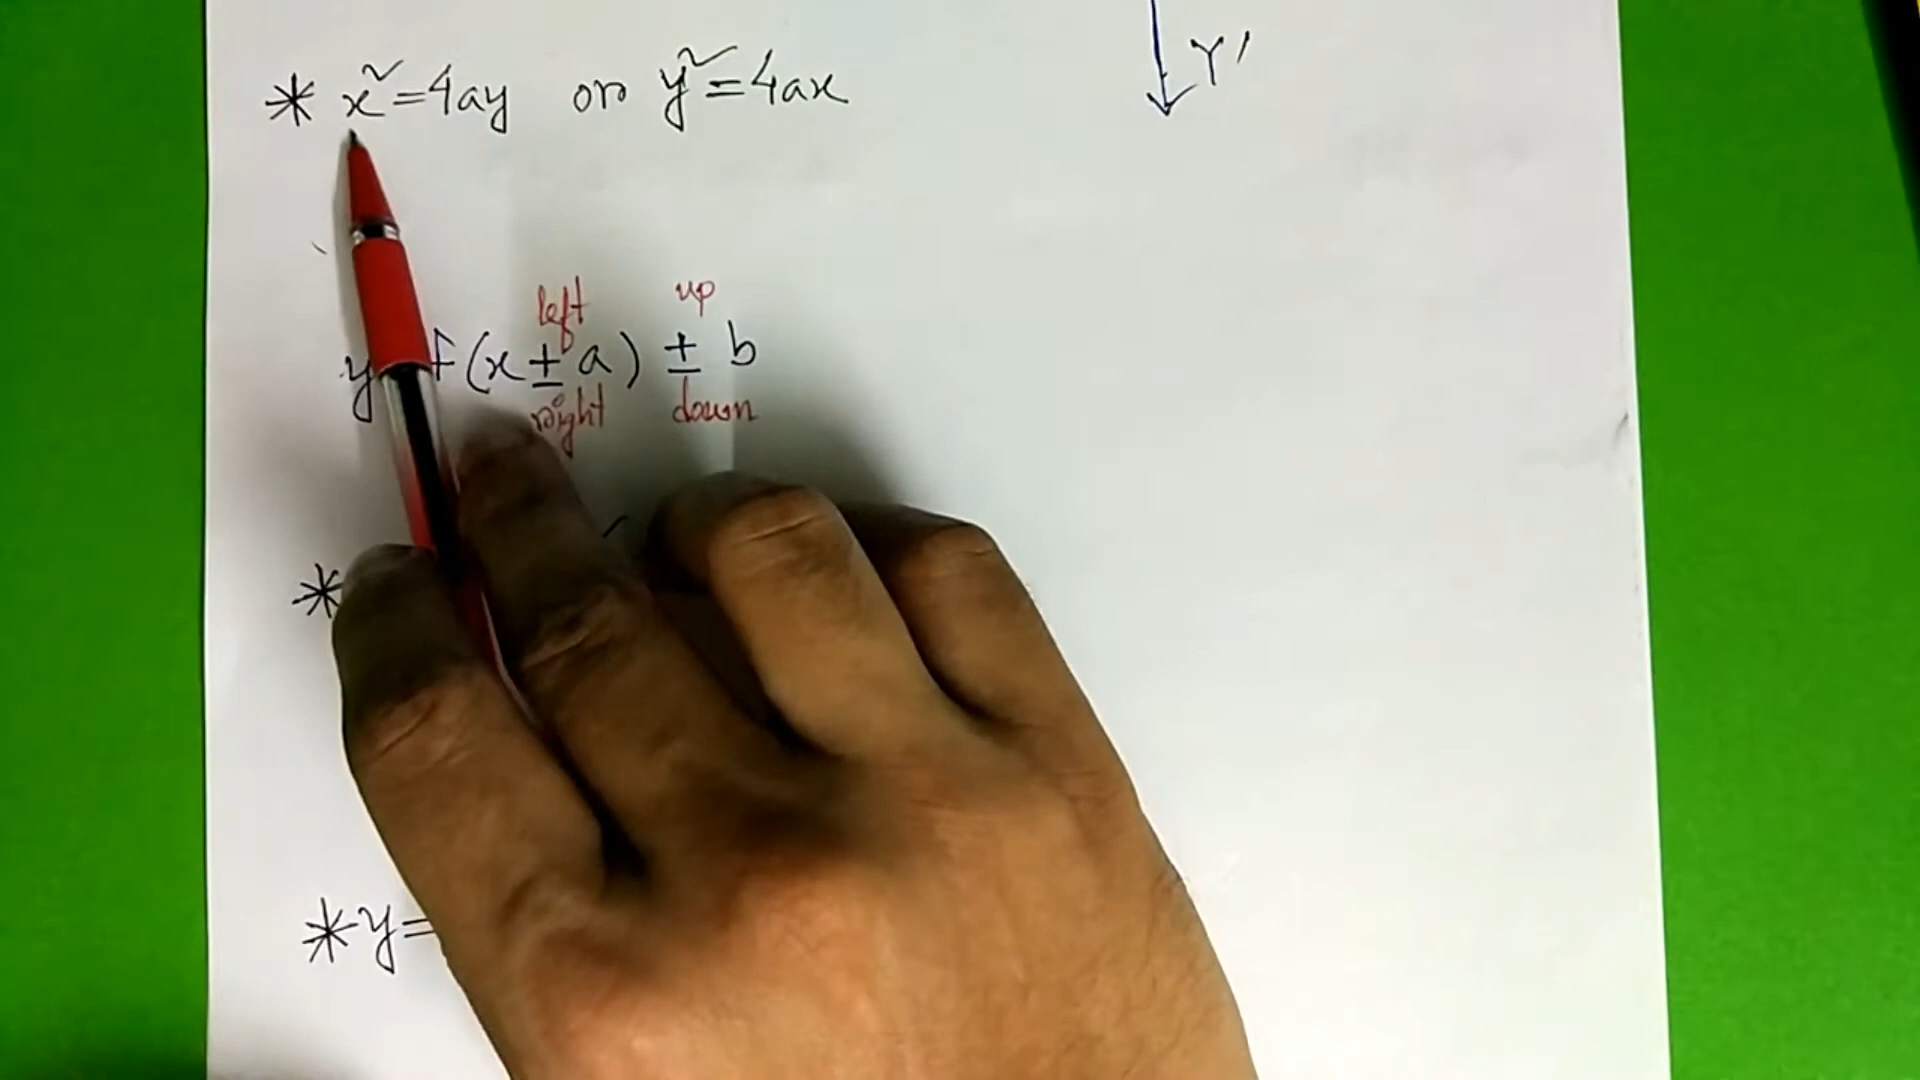 * x² = 4ay or y² = 4ax
Y'
left up
y f(x ± a) ± b
right down
*
* y =